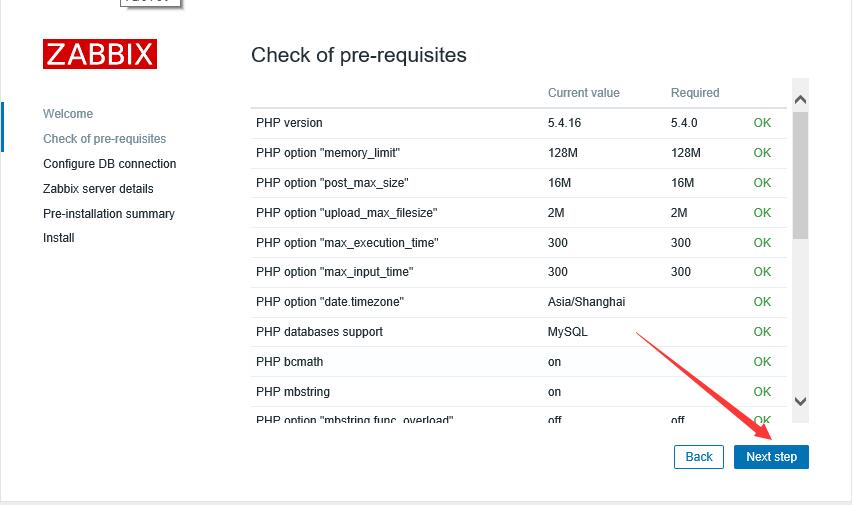 ZABBIX
Check of pre-requisites
Welcome
Check of pre-requisites
Configure DB connection
Zabbix server details
Pre-installation summary
Install
Current value Required
PHP version 5.4.16 5.4.0 OK
PHP option "memory_limit" 128M 128M OK
PHP option "post_max_size" 16M 16M OK
PHP option "upload_max_filesize" 2M 2M OK
PHP option "max_execution_time" 300 300 OK
PHP option "max_input_time" 300 300 OK
PHP option "date.timezone" Asia/Shanghai OK
PHP databases support MySQL OK
PHP bcmath on OK
PHP mbstring on OK
PHP option "mbstring.func_overload" off off OK
Back Next step